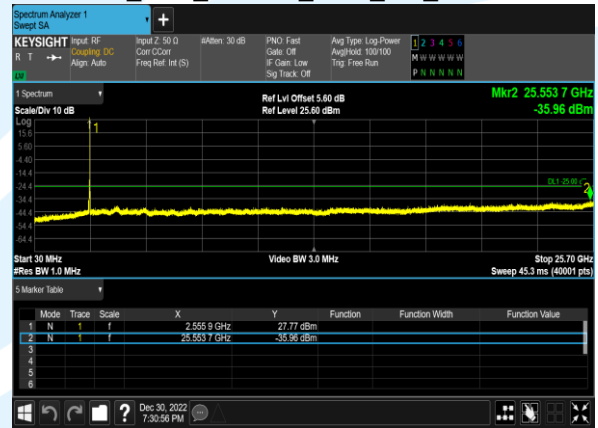 Spectrum Analyzer 1
Swept SA
KEYSIGHT Input: RF Input Z: 50 Ω #Atten: 30 dB PNO: Fast Avg Type: Log-Power 1 2 3 4 5 6
R T Coupling: DC Corr CCorr Gate: Off Avg|Hold: 100/100 M W W W W W
Align: Auto Freq Ref: Int (S) IF Gain: Low Trig: Free Run
Sig Track: Off P N N N N N
1 Spectrum Ref Lvl Offset 5.60 dB Mkr2 25.553 7 GHz
Scale/Div 10 dB Ref Level 25.60 dBm -35.96 dBm
Log
1
15.6
5.60
-4.40
-14.4
DL1 -25.00
-24.4
2
-34.4
-44.4
-54.4
-64.4
Start 30 MHz Video BW 3.0 MHz Stop 25.70 GHz
#Res BW 1.0 MHz Sweep 45.3 ms (40001 pts)
5 Marker Table
Mode Trace Scale X Y Function Function Width Function Value
1 N 1 f 2.555 9 GHz 27.77 dBm
2 N 1 f 25.553 7 GHz -35.96 dBm
3
4
5
6
? Dec 30, 2022
7:30:56 PM